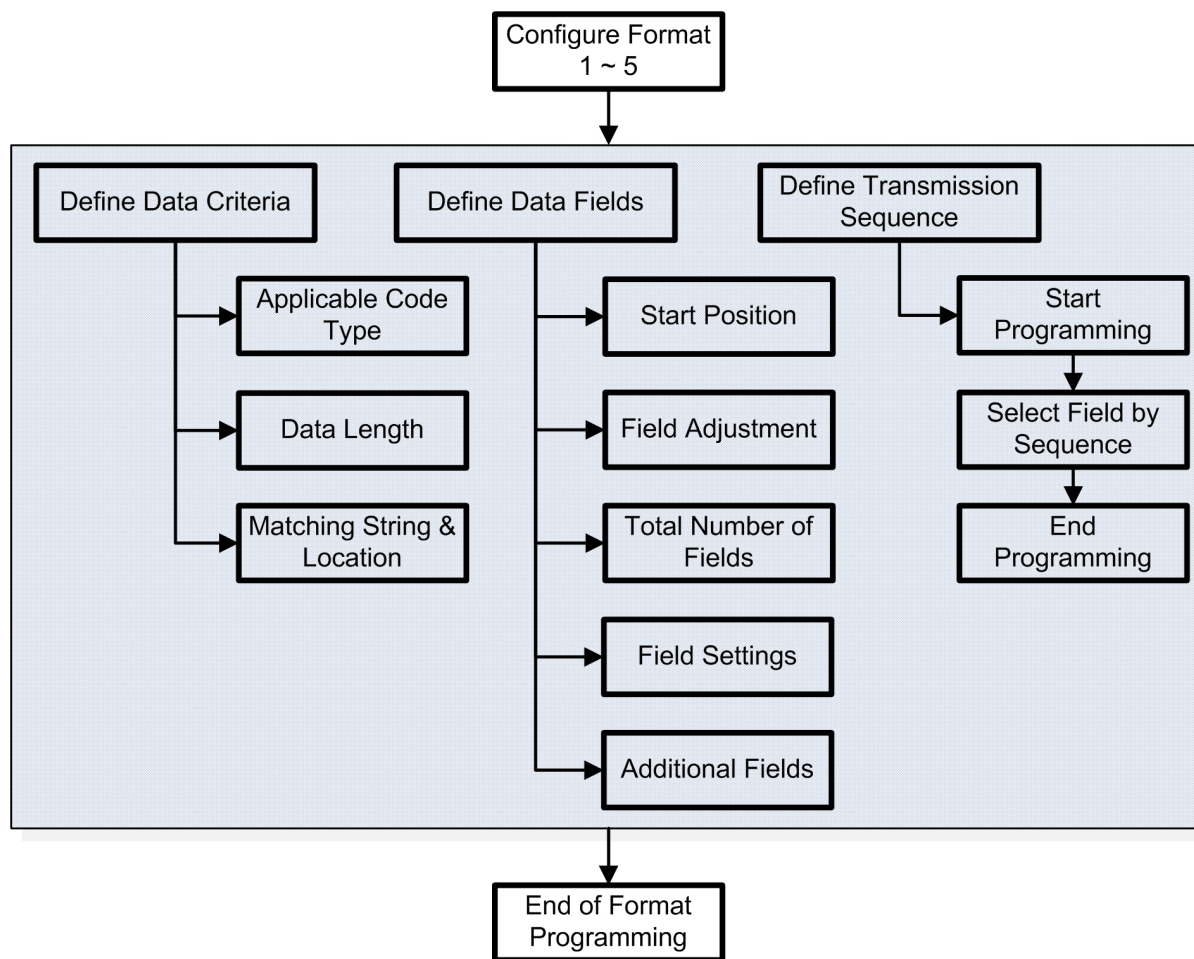 Configure Format
1 ~ 5
Define Data Criteria
Applicable Code
Type
Data Length
Matching String &
Location
Define Data Fields
Start Position
Field Adjustment
Total Number of
Fields
Field Settings
Additional Fields
Define Transmission
Sequence
Start
Programming
Select Field by
Sequence
End
Programming
End of Format
Programming